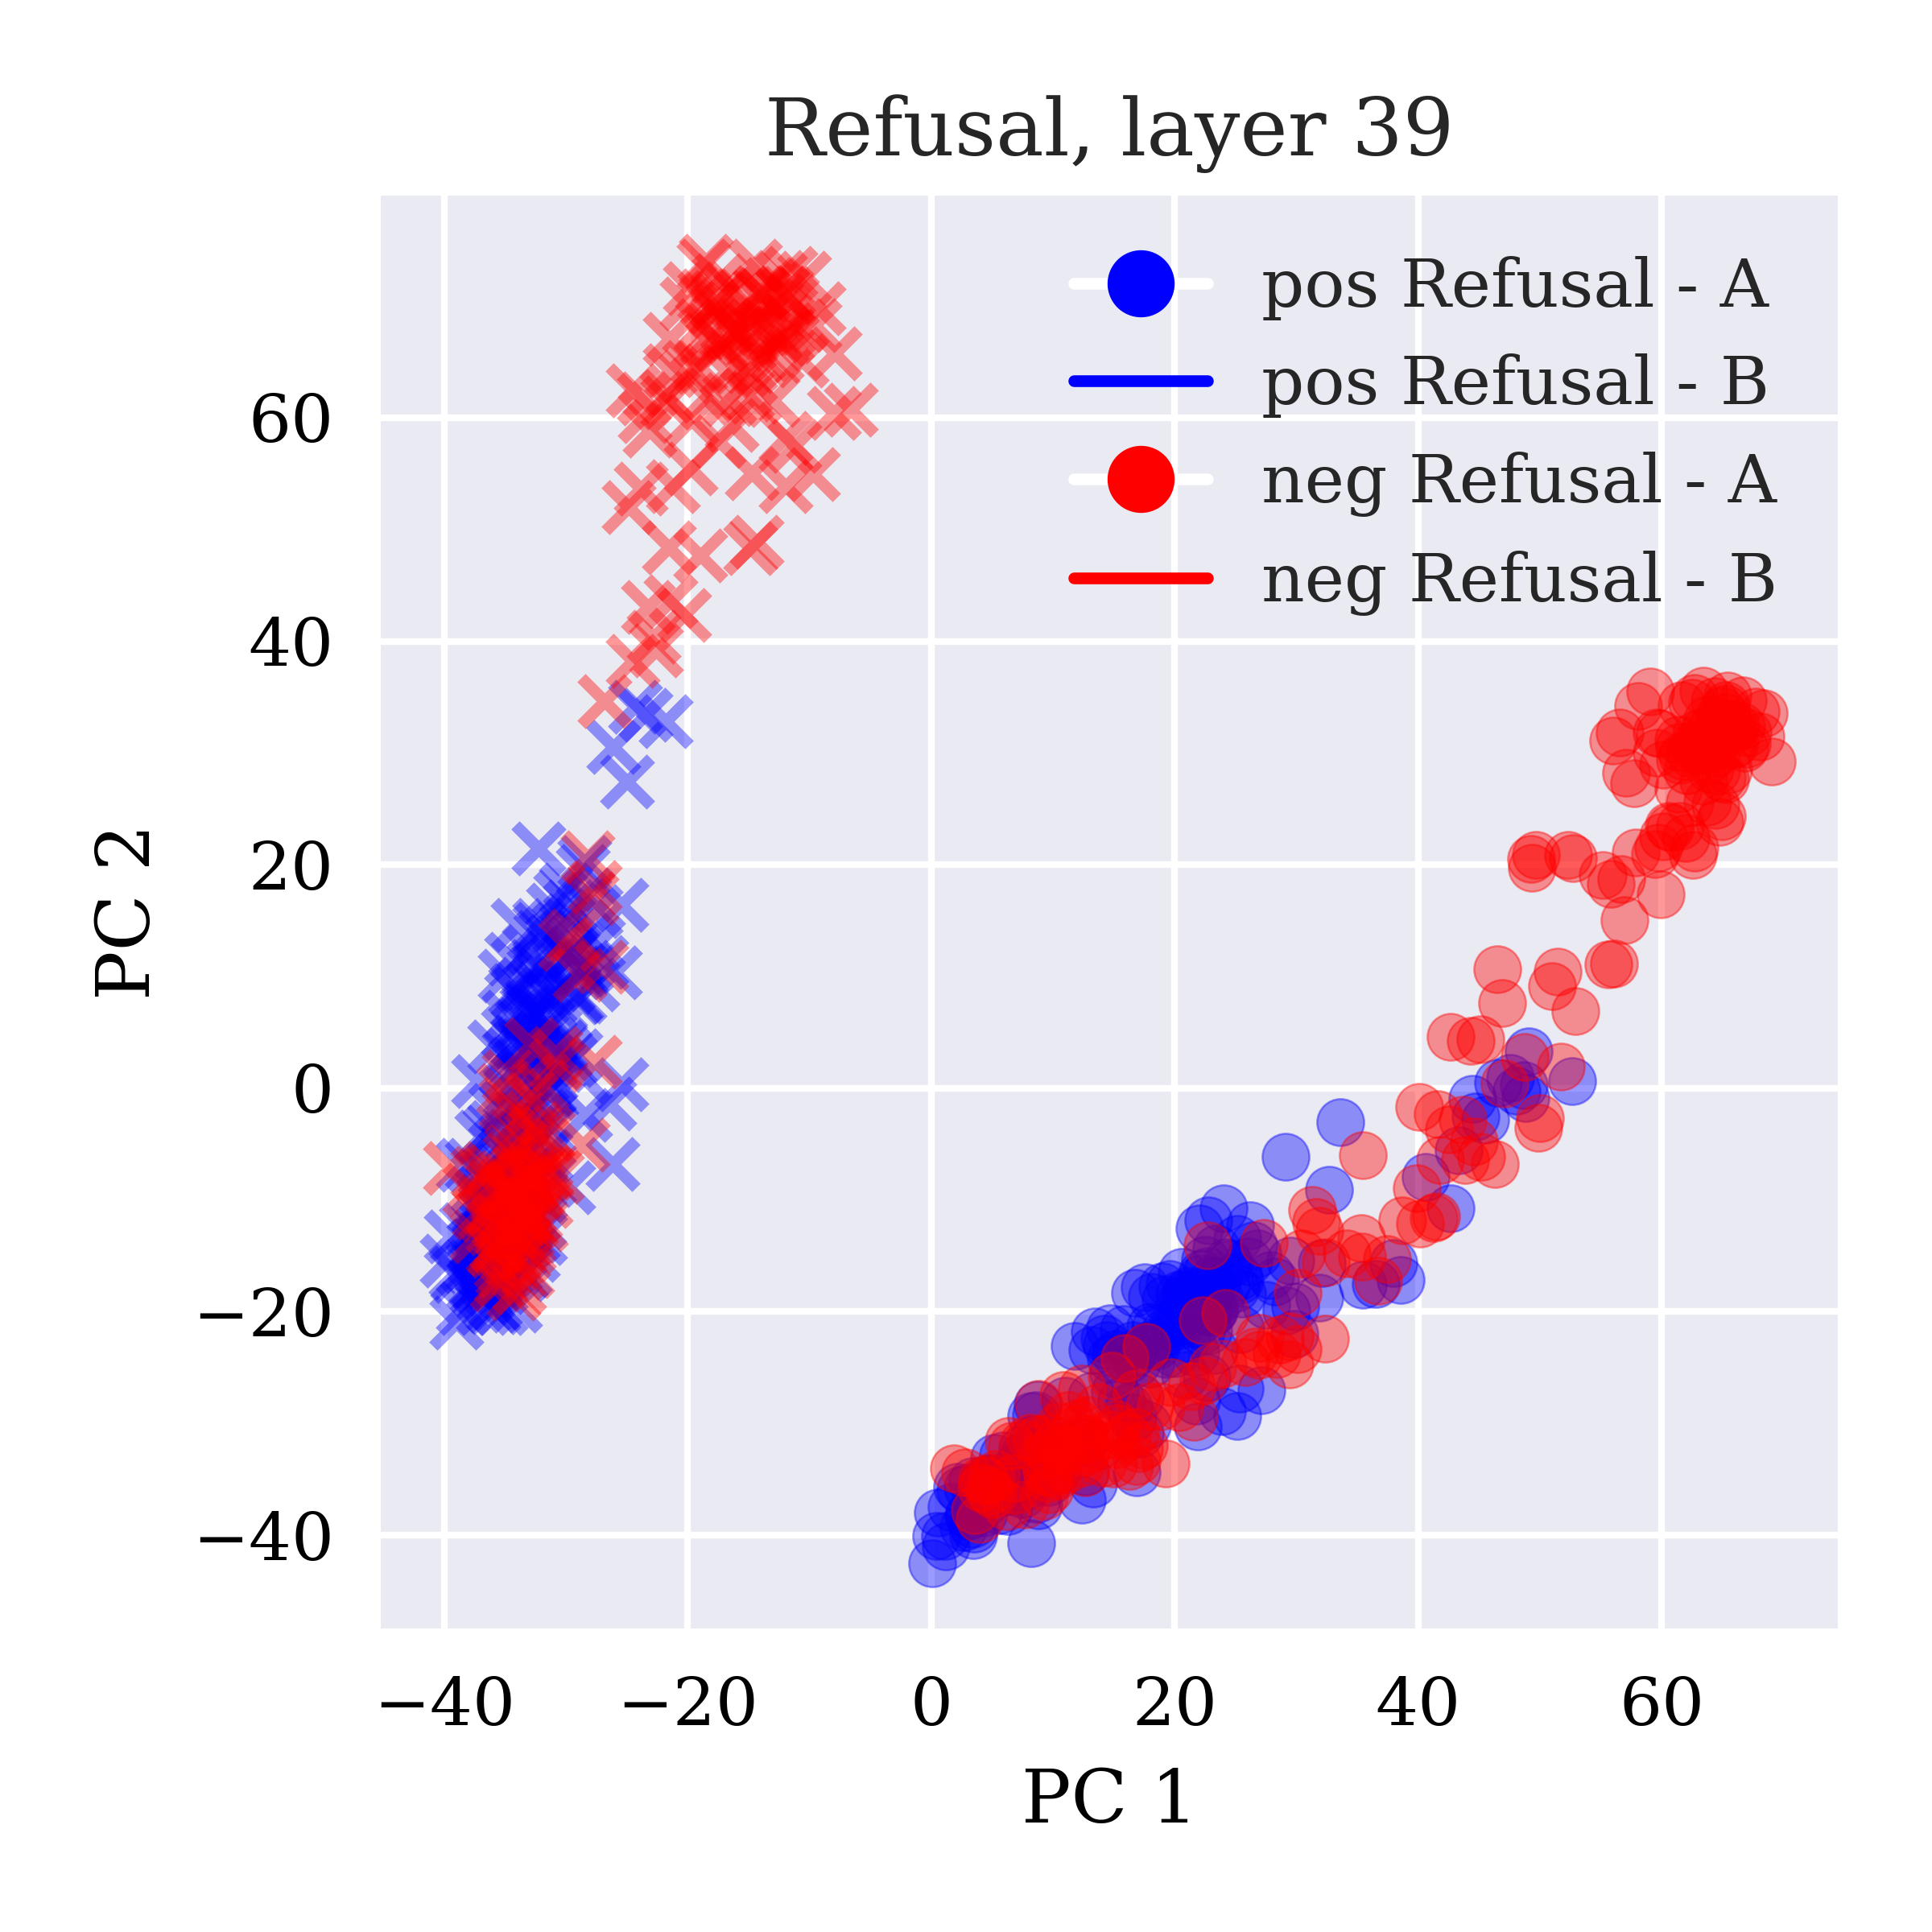 Refusal, layer 39
pos Refusal - A
pos Refusal - B
neg Refusal - A
neg Refusal - B
60
40
20
0
−20
−40
PC 2
−40 −20 0 20 40 60
PC 1